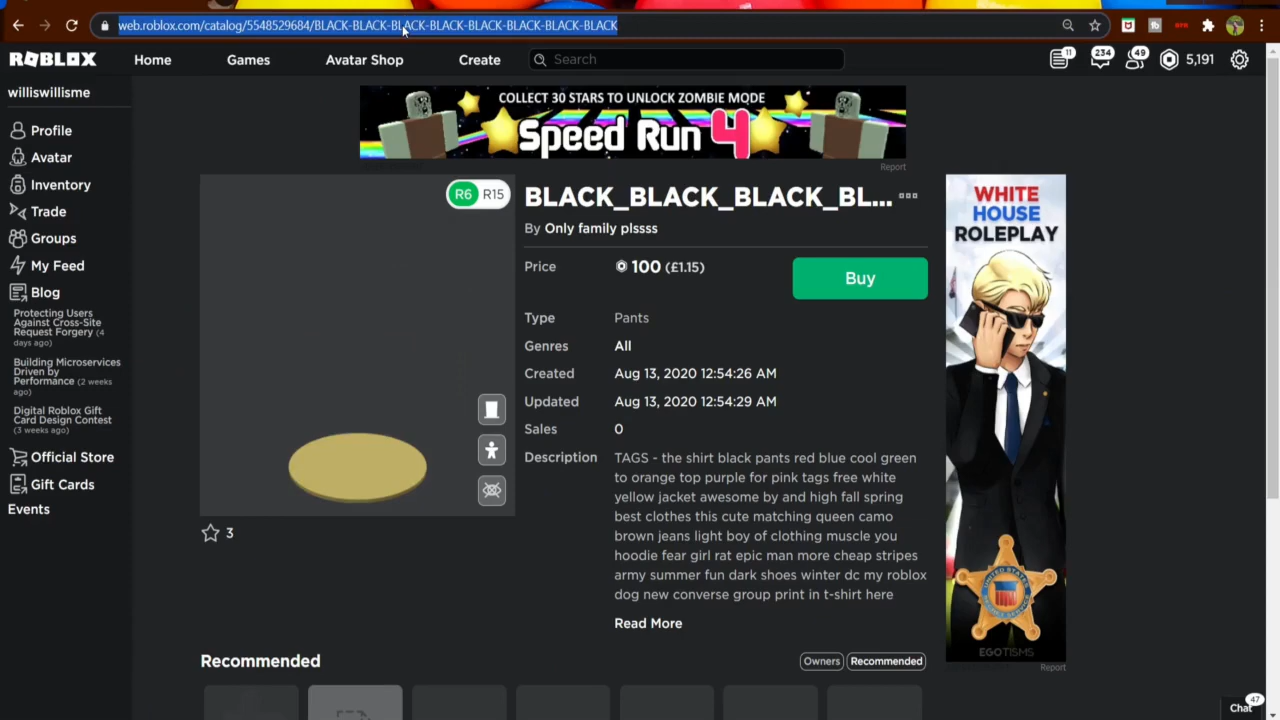 web.roblox.com/catalog/5548529684/BLACK-BLACK-BLACK-BLACK-BLACK-BLACK-BLACK-BLACK
ROBLOX
Home
Games
Avatar Shop
Create
Search
11
234
49
5,191
williswillisme
Profile
Avatar
Inventory
Trade
Groups
My Feed
Blog
Protecting Users
Against Cross-Site
Request Forgery (4
days ago)
Building Microservices
Driven by
Performance (2 weeks
ago)
Digital Roblox Gift
Card Design Contest
(3 weeks ago)
Official Store
Gift Cards
Events
COLLECT 30 STARS TO UNLOCK ZOMBIE MODE
Speed Run 4
Report
R6 R15
3
BLACK_BLACK_BLACK_BL...
By Only family plssss
Price 100 (£1.15)
Buy
Type Pants
Genres All
Created Aug 13, 2020 12:54:26 AM
Updated Aug 13, 2020 12:54:29 AM
Sales 0
Description TAGS - the shirt black pants red blue cool green
to orange top purple for pink tags free white
yellow jacket awesome by and high fall spring
best clothes this cute matching queen camo
brown jeans light boy of clothing muscle you
hoodie fear girl rat epic man more cheap stripes
army summer fun dark shoes winter dc my roblox
dog new converse group print in t-shirt here
Read More
WHITE
HOUSE
ROLEPLAY
UNITED STATES
EGOTISMS
Report
Recommended
Owners
Recommended
Chat
47